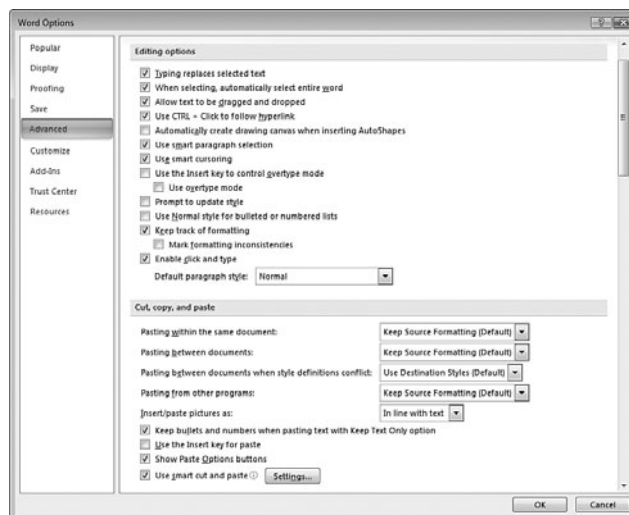 Word Options
Popular
Display
Proofing
Save
Advanced
Customize
Add-Ins
Trust Center
Resources
Editing options
Typing replaces selected text
When selecting, automatically select entire word
Allow text to be dragged and dropped
Use CTRL + Click to follow hyperlink
Automatically create drawing canvas when inserting AutoShapes
Use smart paragraph selection
Use smart cursoring
Use the Insert key to control overtype mode
Use overtype mode
Prompt to update style
Use Normal style for bulleted or numbered lists
Keep track of formatting
Mark formatting inconsistencies
Enable click and type
Default paragraph style: Normal
Cut, copy, and paste
Pasting within the same document: Keep Source Formatting (Default)
Pasting between documents: Keep Source Formatting (Default)
Pasting between documents when style definitions conflict: Use Destination Styles (Default)
Pasting from other programs: Keep Source Formatting (Default)
Insert/paste pictures as: In line with text
Keep bullets and numbers when pasting text with Keep Text Only option
Use the Insert key for paste
Show Paste Options buttons
Use smart cut and paste Settings...
OK Cancel